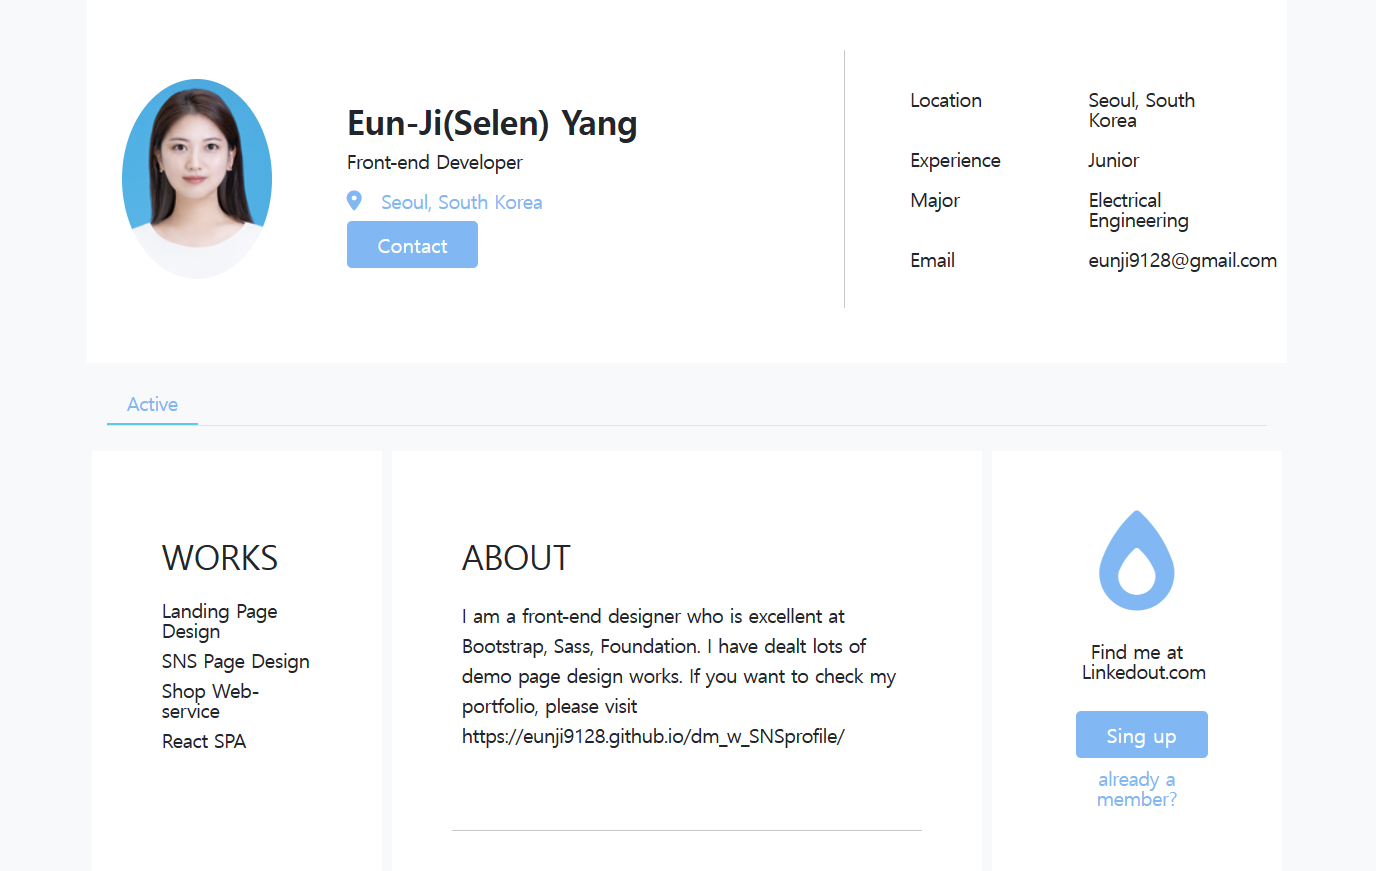 Eun-Ji(Selen) Yang
Front-end Developer
Seoul, South Korea
Contact
Location
Seoul, South
Korea
Experience
Junior
Major
Electrical
Engineering
Email
eunji9128@gmail.com
Active
WORKS
Landing Page
Design
SNS Page Design
Shop Web-
service
React SPA
ABOUT
I am a front-end designer who is excellent at
Bootstrap, Sass, Foundation. I have dealt lots of
demo page design works. If you want to check my
portfolio, please visit
https://eunji9128.github.io/dm_w_SNSprofile/
Find me at
Linkedout.com
Sing up
already a
member?